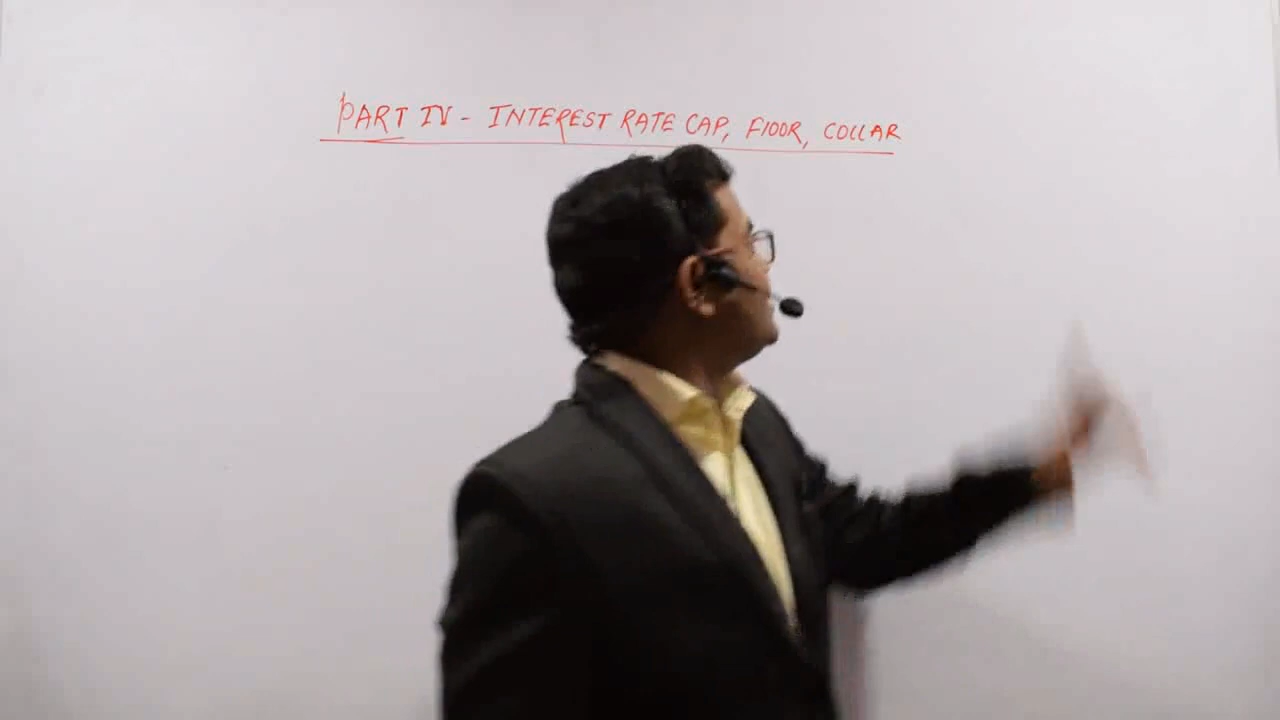 PART IV - INTEREST RATE CAP, FlOOR, COLLAR